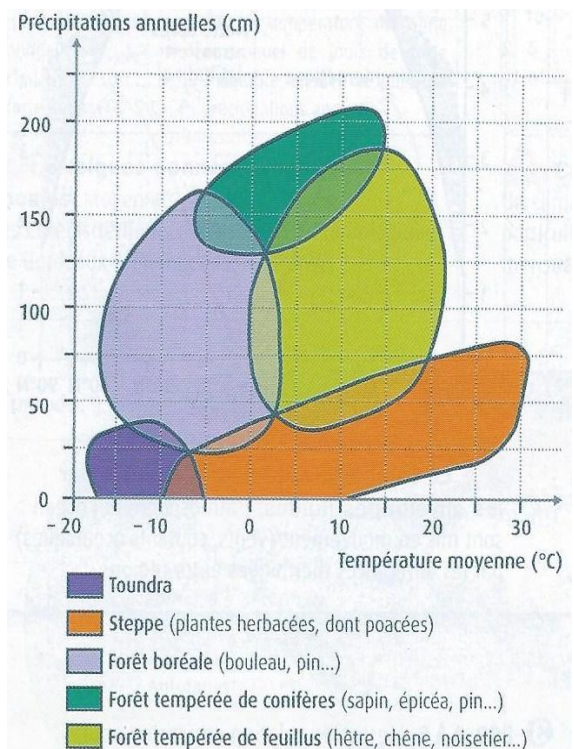 Précipitations annuelles (cm)
200
150
100
50
0
−20
−10
0
10
20
30
Température moyenne (°C)
Toundra
Steppe (plantes herbacées, dont poacées)
Forêt boréale (bouleau, pin...)
Forêt tempérée de conifères (sapin, épicéa, pin...)
Forêt tempérée de feuillus (hêtre, chêne, noisetier...)